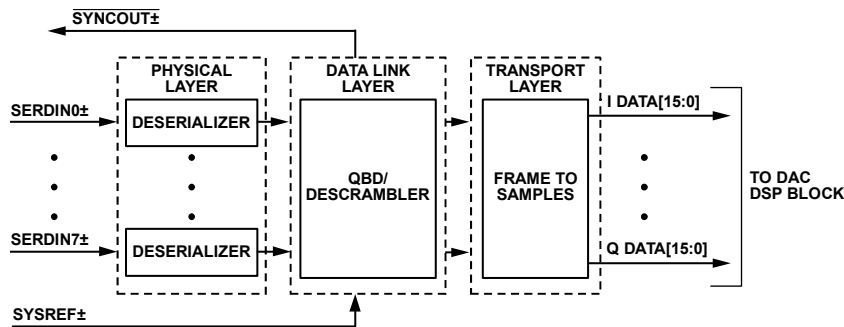 SYNCOUT±
PHYSICAL
LAYER
DATA LINK
LAYER
TRANSPORT
LAYER
SERDIN0±
DESERIALIZER
I DATA[15:0]
QBD/
DESCRAMBLER
FRAME TO
SAMPLES
TO DAC
DSP BLOCK
SERDIN7±
DESERIALIZER
Q DATA[15:0]
SYSREF±